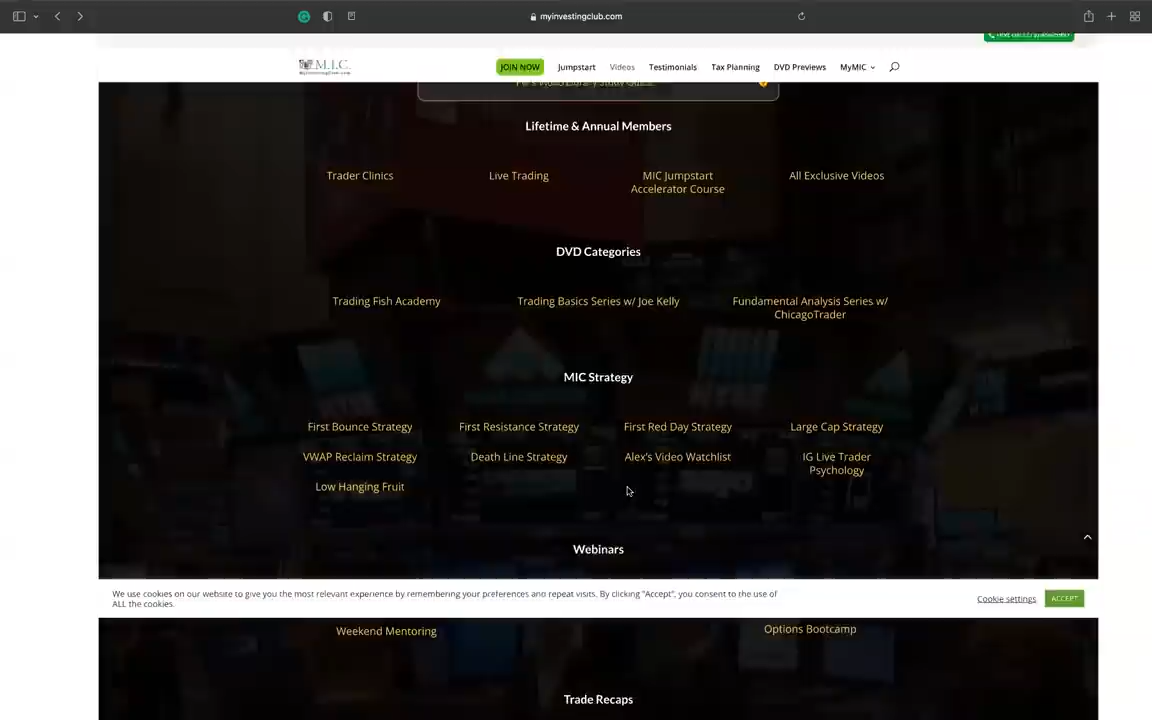 myinvestingclub.com
M.I.C.
MyInvestingClub.com
JOIN NOW Jumpstart Videos Testimonials Tax Planning DVD Previews MyMIC
Lifetime & Annual Members
Trader Clinics Live Trading MIC Jumpstart All Exclusive Videos
Accelerator Course
DVD Categories
Trading Fish Academy Trading Basics Series w/ Joe Kelly Fundamental Analysis Series w/
ChicagoTrader
MIC Strategy
First Bounce Strategy First Resistance Strategy First Red Day Strategy Large Cap Strategy
VWAP Reclaim Strategy Death Line Strategy Alex's Video Watchlist IG Live Trader
Psychology
Low Hanging Fruit
Webinars
We use cookies on our website to give you the most relevant experience by remembering your preferences and repeat visits. By clicking "Accept", you consent to the use of
ALL the cookies.
Cookie settings ACCEPT
Weekend Mentoring Options Bootcamp
Trade Recaps